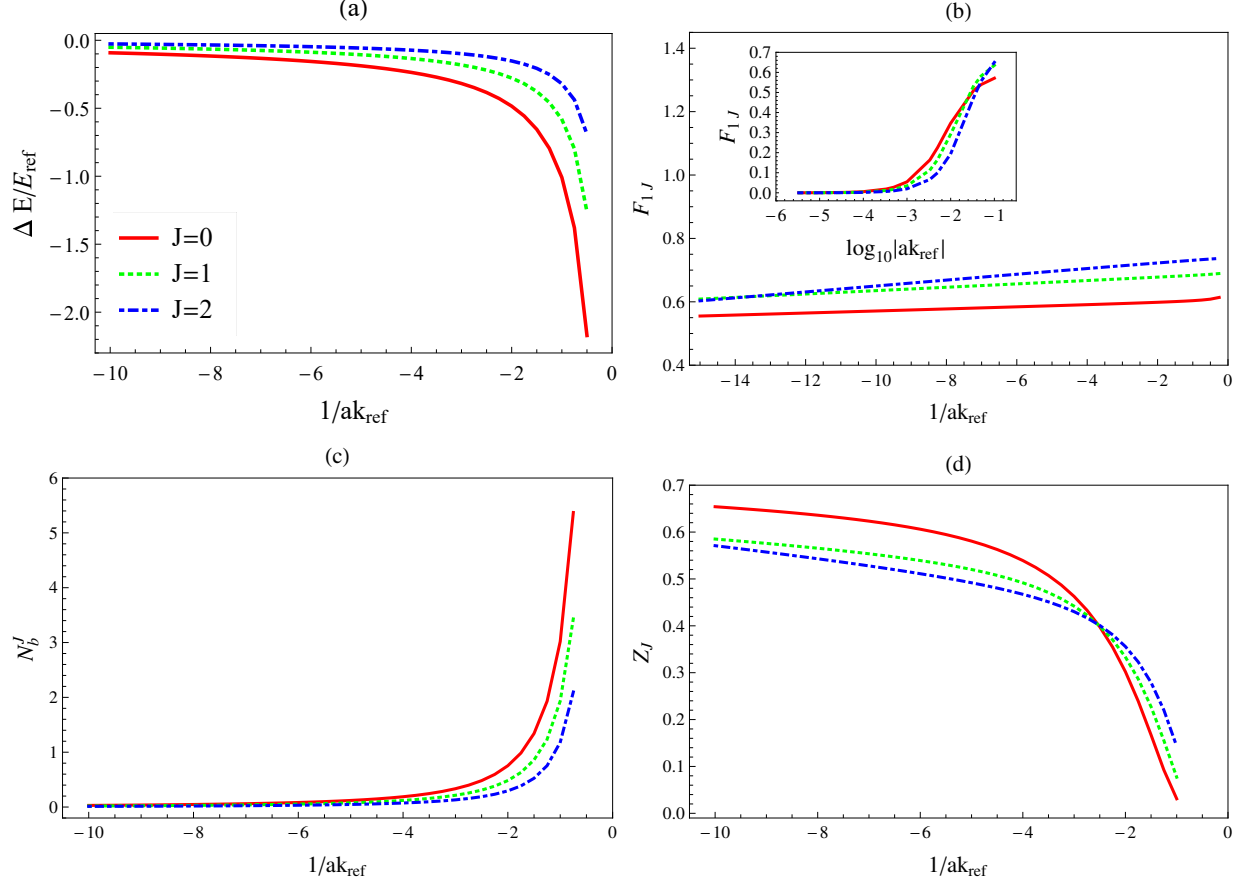 (a)
0.0
−0.5
−1.0
−1.5
−2.0
Δ E/E_ref
J=0
J=1
J=2
−10 −8 −6 −4 −2 0
1/ak_ref
(b)
1.4
1.2
1.0
0.8
0.6
0.4
F_1 J
0.7
0.6
0.5
0.4
0.3
0.2
0.1
0.0
F_1 J
−6 −5 −4 −3 −2 −1
log_10|ak_ref|
−14 −12 −10 −8 −6 −4 −2 0
1/ak_ref
(c)
6
5
4
3
2
1
0
N_b^J
−10 −8 −6 −4 −2 0
1/ak_ref
(d)
0.7
0.6
0.5
0.4
0.3
0.2
0.1
0.0
Z_J
−10 −8 −6 −4 −2 0
1/ak_ref